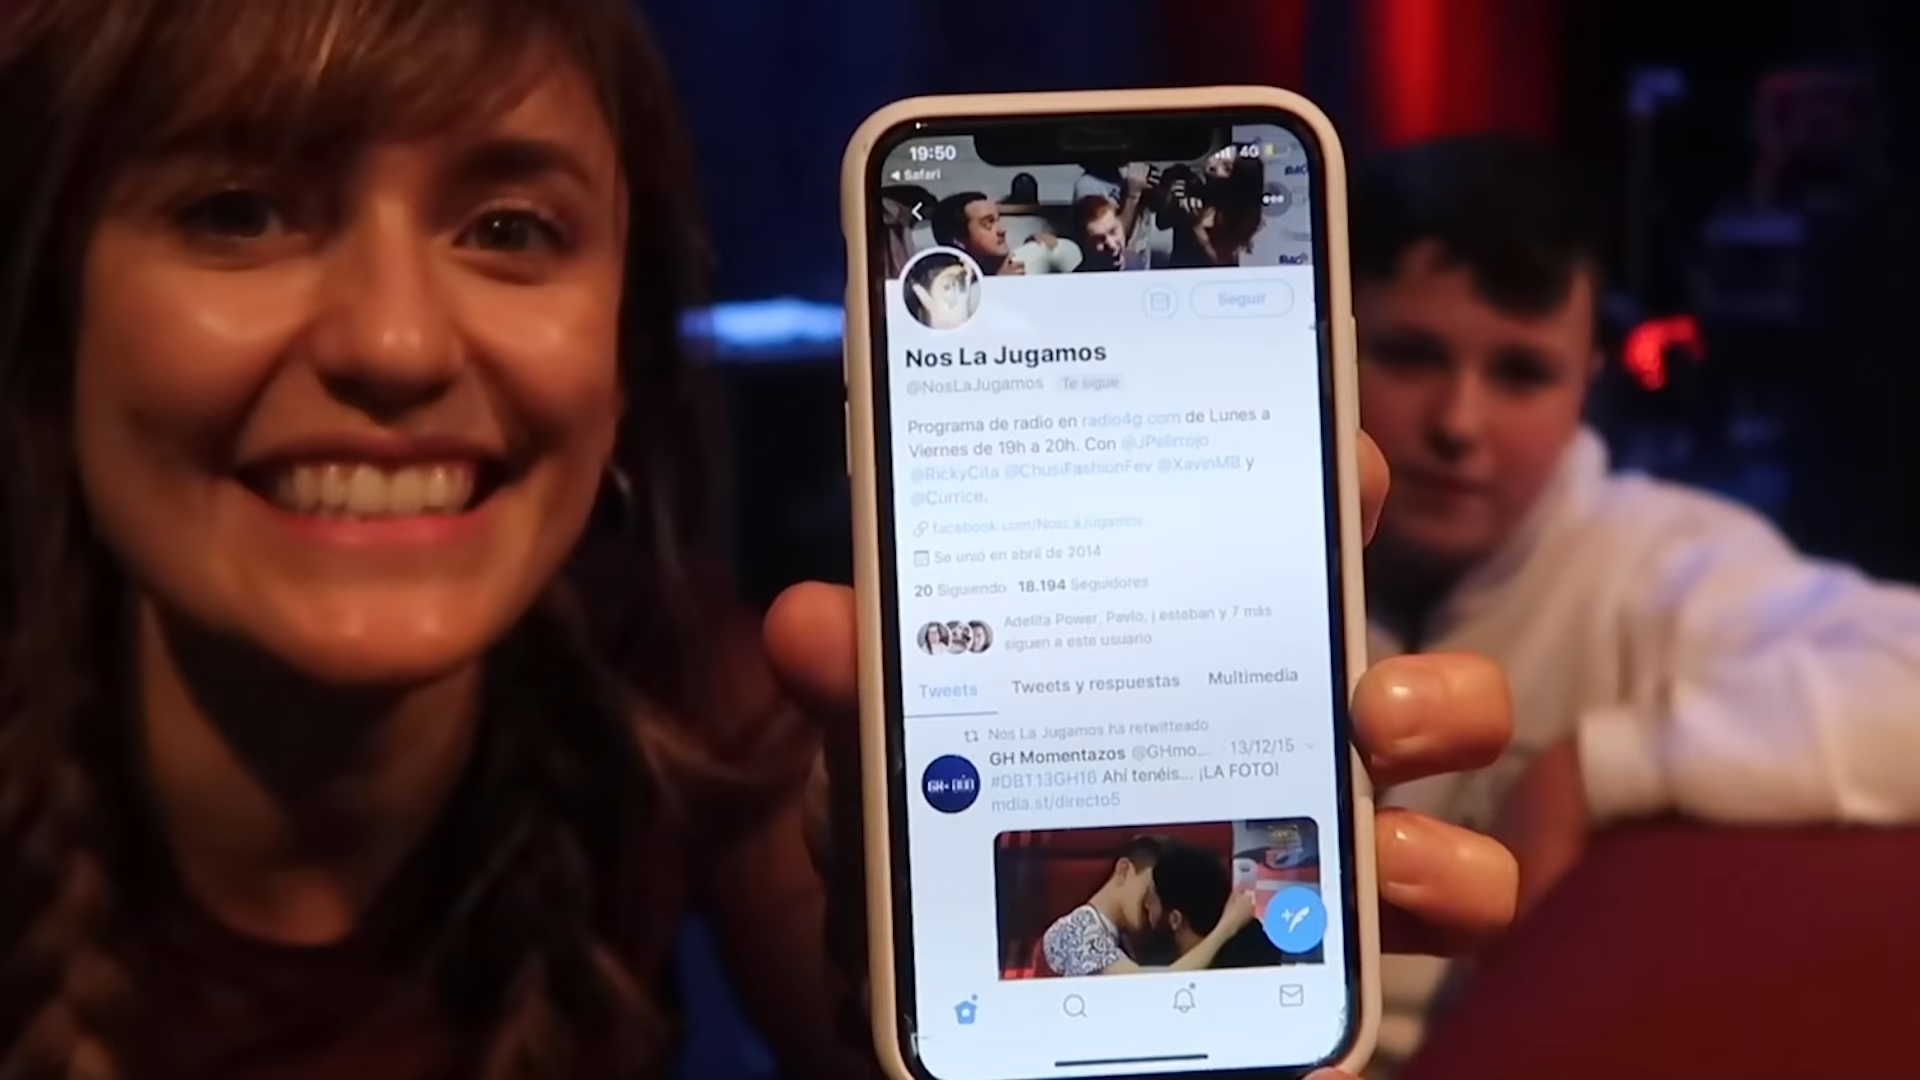 19:50
4G
Safari
Seguir
Nos La Jugamos
@NosLaJugamos Te sigue
Programa de radio en radio4g.com de Lunes a
Viernes de 19h a 20h. Con @JPelirrojo
@RickyCita @ChusiFashionFev @XavinMB y
@Currice.
facebook.com/NosLaJugamos
Se unió en abril de 2014
20 Siguiendo 18.194 Seguidores
Adelita Power, Pavlo, j esteban y 7 más
siguen a este usuario
Tweets Tweets y respuestas Multimedia
Nos La Jugamos ha retwitteado
GH Momentazos @GHmo... · 13/12/15
#DBT13GH16 Ahí tenéis... ¡LA FOTO!
mdia.st/directo5